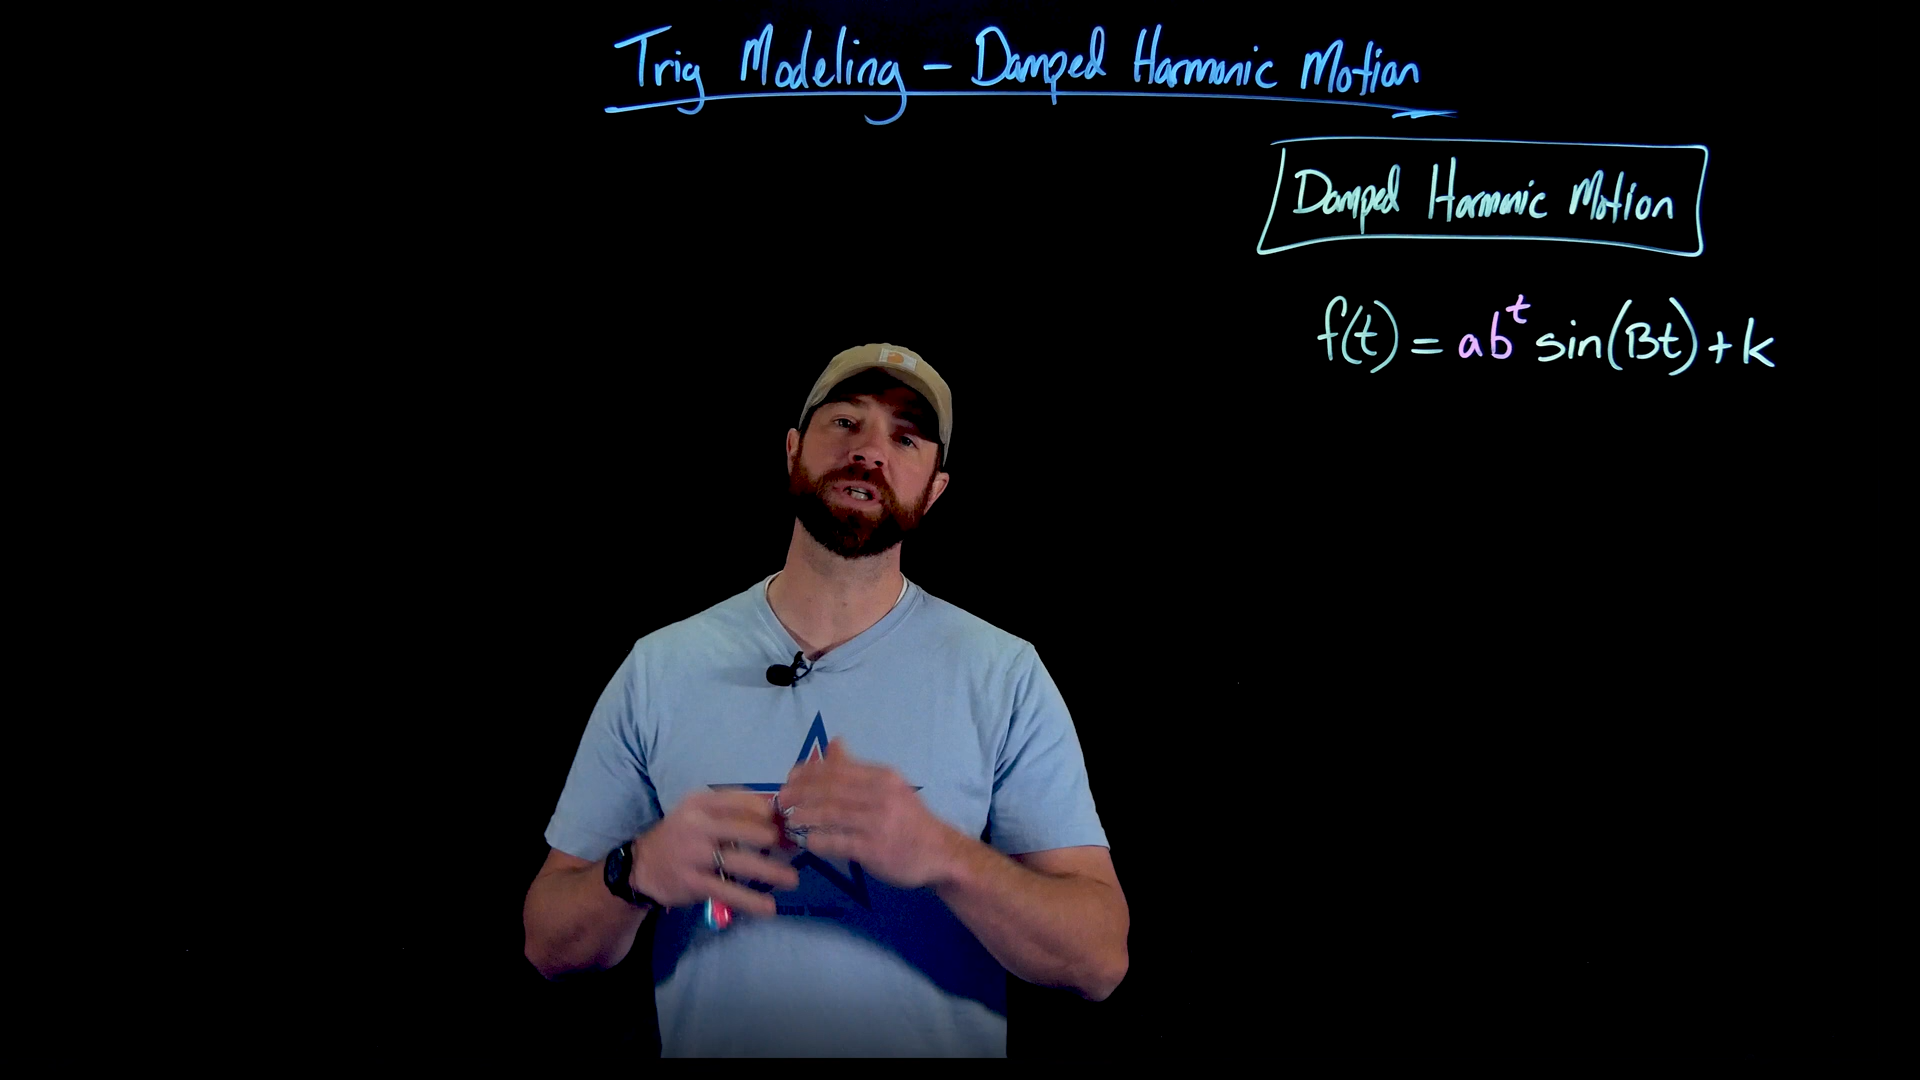 Trig Modeling - Damped Harmonic Motion
Damped Harmonic Motion
f(t) = ab^t sin(Bt) + k